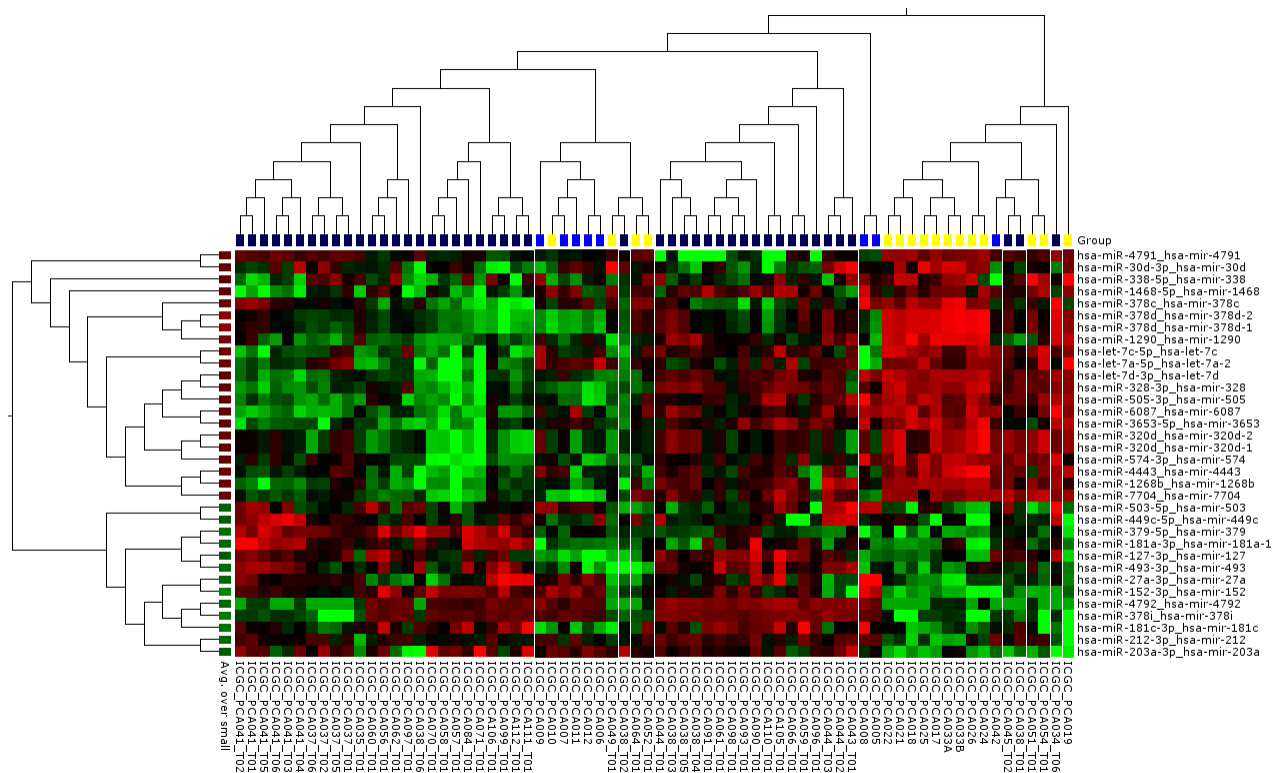 Group
hsa-miR-4791_hsa-mir-4791
hsa-miR-30d-3p_hsa-mir-30d
hsa-miR-338-5p_hsa-mir-338
hsa-miR-1468-5p_hsa-mir-1468
hsa-miR-378c_hsa-mir-378c
hsa-miR-378d_hsa-mir-378d-2
hsa-miR-378d_hsa-mir-378d-1
hsa-miR-1290_hsa-mir-1290
hsa-let-7c-5p_hsa-let-7c
hsa-let-7a-5p_hsa-let-7a-2
hsa-let-7d-3p_hsa-let-7d
hsa-miR-328-3p_hsa-mir-328
hsa-miR-505-3p_hsa-mir-505
hsa-miR-6087_hsa-mir-6087
hsa-miR-3653-5p_hsa-mir-3653
hsa-miR-320d_hsa-mir-320d-2
hsa-miR-320d_hsa-mir-320d-1
hsa-miR-574-3p_hsa-mir-574
hsa-miR-4443_hsa-mir-4443
hsa-miR-1268b_hsa-mir-1268b
hsa-miR-7704_hsa-mir-7704
hsa-miR-503-5p_hsa-mir-503
hsa-miR-449c-5p_hsa-mir-449c
hsa-miR-379-5p_hsa-mir-379
hsa-miR-181a-3p_hsa-mir-181a-1
hsa-miR-127-3p_hsa-mir-127
hsa-miR-493-3p_hsa-mir-493
hsa-miR-27a-3p_hsa-mir-27a
hsa-miR-152-3p_hsa-mir-152
hsa-miR-4792_hsa-mir-4792
hsa-miR-378i_hsa-mir-378i
hsa-miR-181c-3p_hsa-mir-181c
hsa-miR-212-3p_hsa-mir-212
hsa-miR-203a-3p_hsa-mir-203a
Avg. over small
ICGC_PCA041_T02
ICGC_PCA041_T01
ICGC_PCA041_T05
ICGC_PCA041_T06
ICGC_PCA041_T03
ICGC_PCA041_T04
ICGC_PCA037_T06
ICGC_PCA037_T02
ICGC_PCA037_T05
ICGC_PCA037_T01
ICGC_PCA035_T01
ICGC_PCA060_T01
ICGC_PCA056_T01
ICGC_PCA062_T01
ICGC_PCA070_T01
ICGC_PCA058_T01
ICGC_PCA057_T01
ICGC_PCA084_T01
ICGC_PCA071_T01
ICGC_PCA106_T01
ICGC_PCA112_T01
ICGC_PCA111_T01
ICGC_PCA009
ICGC_PCA010
ICGC_PCA007
ICGC_PCA011
ICGC_PCA012
ICGC_PCA006
ICGC_PCA049_T01
ICGC_PCA038_T02
ICGC_PCA064_T01
ICGC_PCA052_T01
ICGC_PCA044_T01
ICGC_PCA038_T03
ICGC_PCA038_T05
ICGC_PCA038_T04
ICGC_PCA091_T01
ICGC_PCA061_T01
ICGC_PCA098_T01
ICGC_PCA093_T01
ICGC_PCA090_T01
ICGC_PCA110_T01
ICGC_PCA105_T01
ICGC_PCA066_T01
ICGC_PCA059_T01
ICGC_PCA096_T01
ICGC_PCA044_T03
ICGC_PCA044_T02
ICGC_PCA043_T01
ICGC_PCA008
ICGC_PCA005
ICGC_PCA022
ICGC_PCA021
ICGC_PCA018
ICGC_PCA028
ICGC_PCA017
ICGC_PCA033A
ICGC_PCA033B
ICGC_PCA026
ICGC_PCA024
ICGC_PCA027
ICGC_PCA045_T02
ICGC_PCA038_T01
ICGC_PCA051_T01
ICGC_PCA054_T01
ICGC_PCA034_T06
ICGC_PCA019